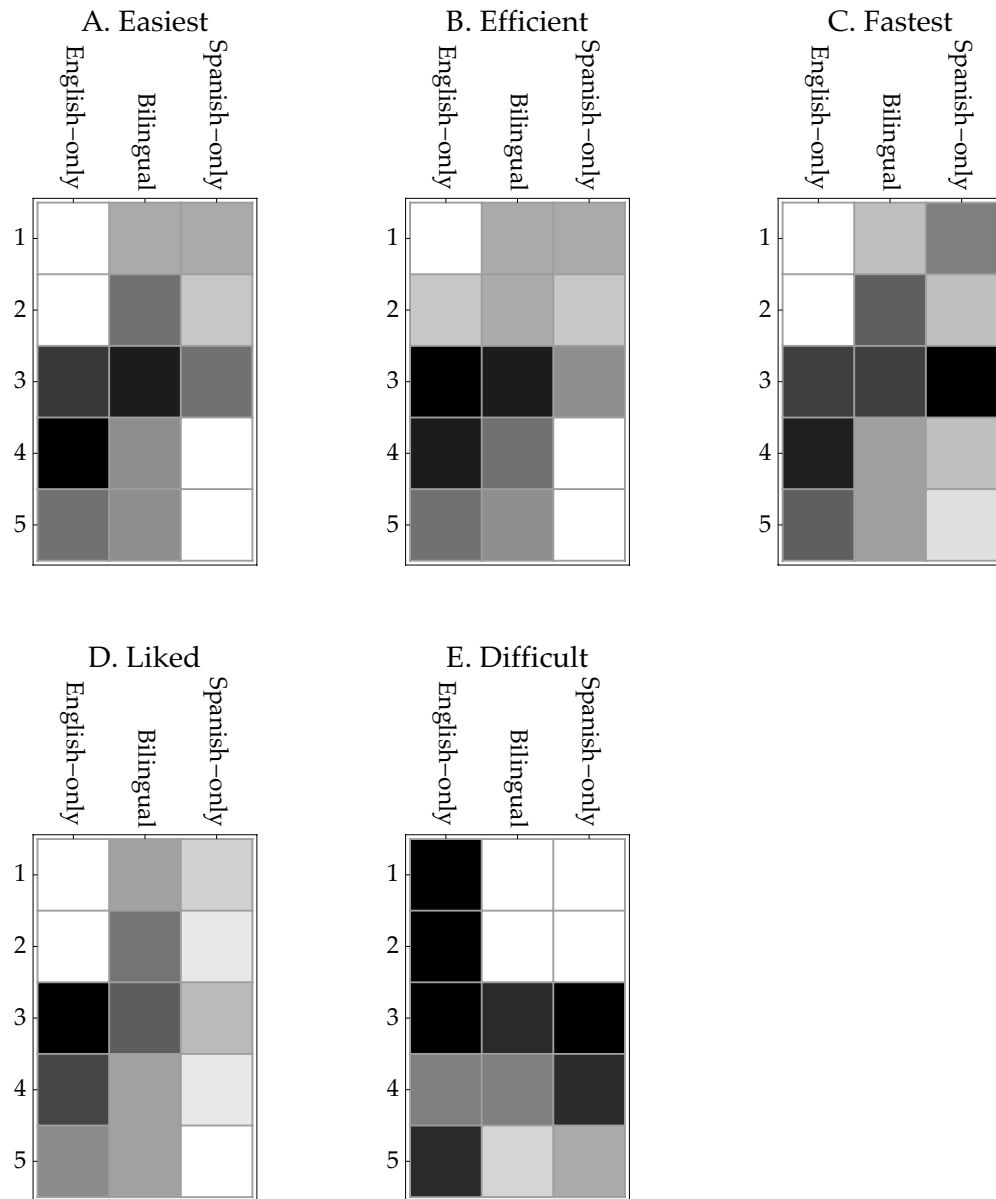 A. Easiest
English−only
Bilingual
Spanish−only
1
2
3
4
5
B. Efficient
English−only
Bilingual
Spanish−only
1
2
3
4
5
C. Fastest
English−only
Bilingual
Spanish−only
1
2
3
4
5
D. Liked
English−only
Bilingual
Spanish−only
1
2
3
4
5
E. Difficult
English−only
Bilingual
Spanish−only
1
2
3
4
5